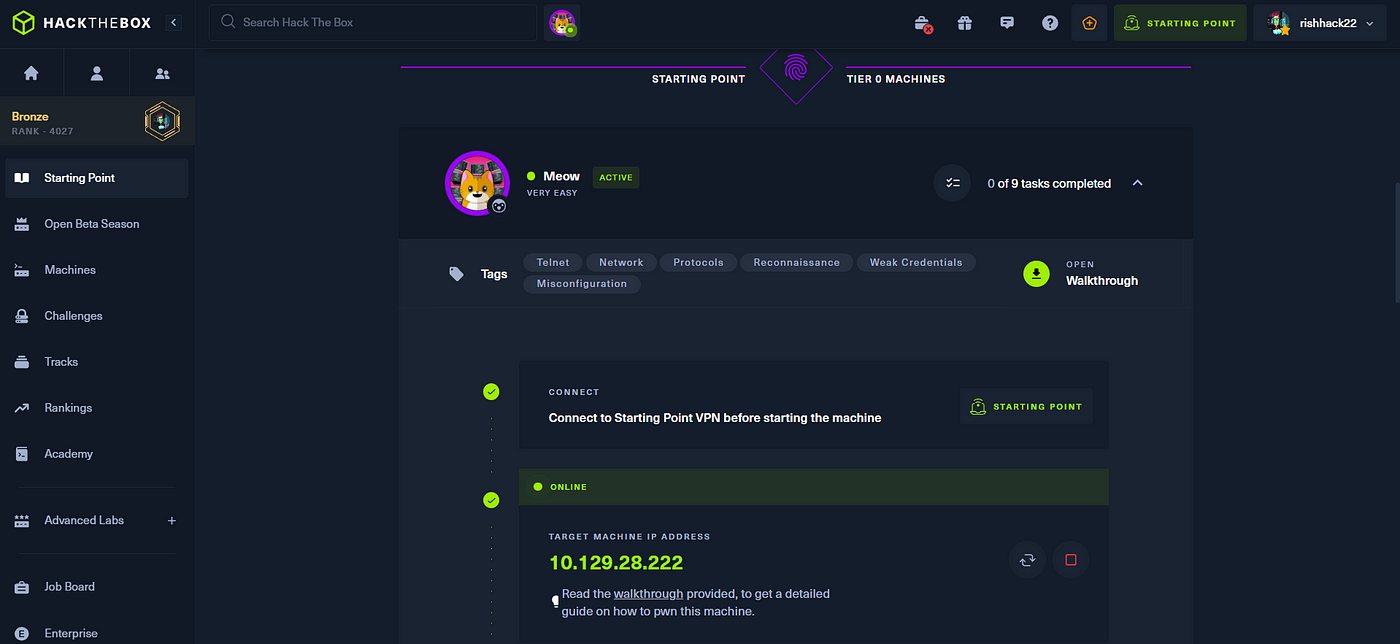 HACKTHEBOX
Search Hack The Box
STARTING POINT
rishhack22
Bronze
RANK - 4027
Starting Point
Open Beta Season
Machines
Challenges
Tracks
Rankings
Academy
Advanced Labs
Job Board
E Enterprise
STARTING POINT
TIER 0 MACHINES
Meow
ACTIVE
VERY EASY
0 of 9 tasks completed
Tags
Telnet Network Protocols Reconnaissance Weak Credentials
Misconfiguration
OPEN
Walkthrough
CONNECT
Connect to Starting Point VPN before starting the machine
STARTING POINT
ONLINE
TARGET MACHINE IP ADDRESS
10.129.28.222
Read the walkthrough provided, to get a detailed
guide on how to pwn this machine.